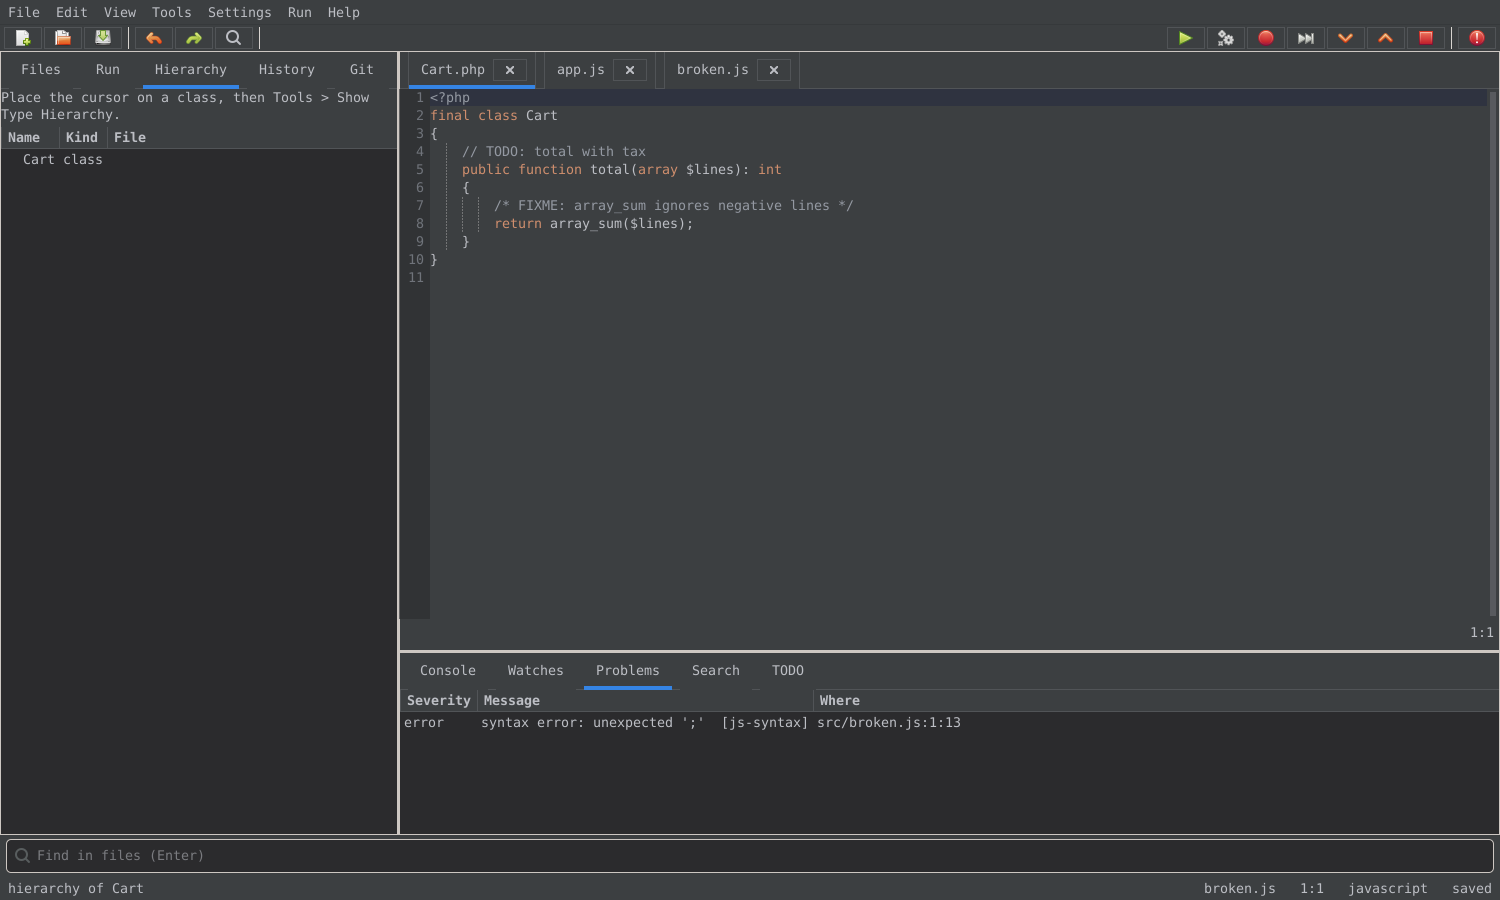 File Edit View Tools Settings Run Help
Files Run Hierarchy History Git
Place the cursor on a class, then Tools > Show
Type Hierarchy.
Name Kind File
Cart class
Cart.php app.js broken.js
1 <?php
2 final class Cart
3 {
4 // TODO: total with tax
5 public function total(array $lines): int
6 {
7 /* FIXME: array_sum ignores negative lines */
8 return array_sum($lines);
9 }
10 }
11
1:1
Console Watches Problems Search TODO
Severity Message Where
error syntax error: unexpected ';' [js-syntax] src/broken.js:1:13
Find in files (Enter)
hierarchy of Cart broken.js 1:1 javascript saved